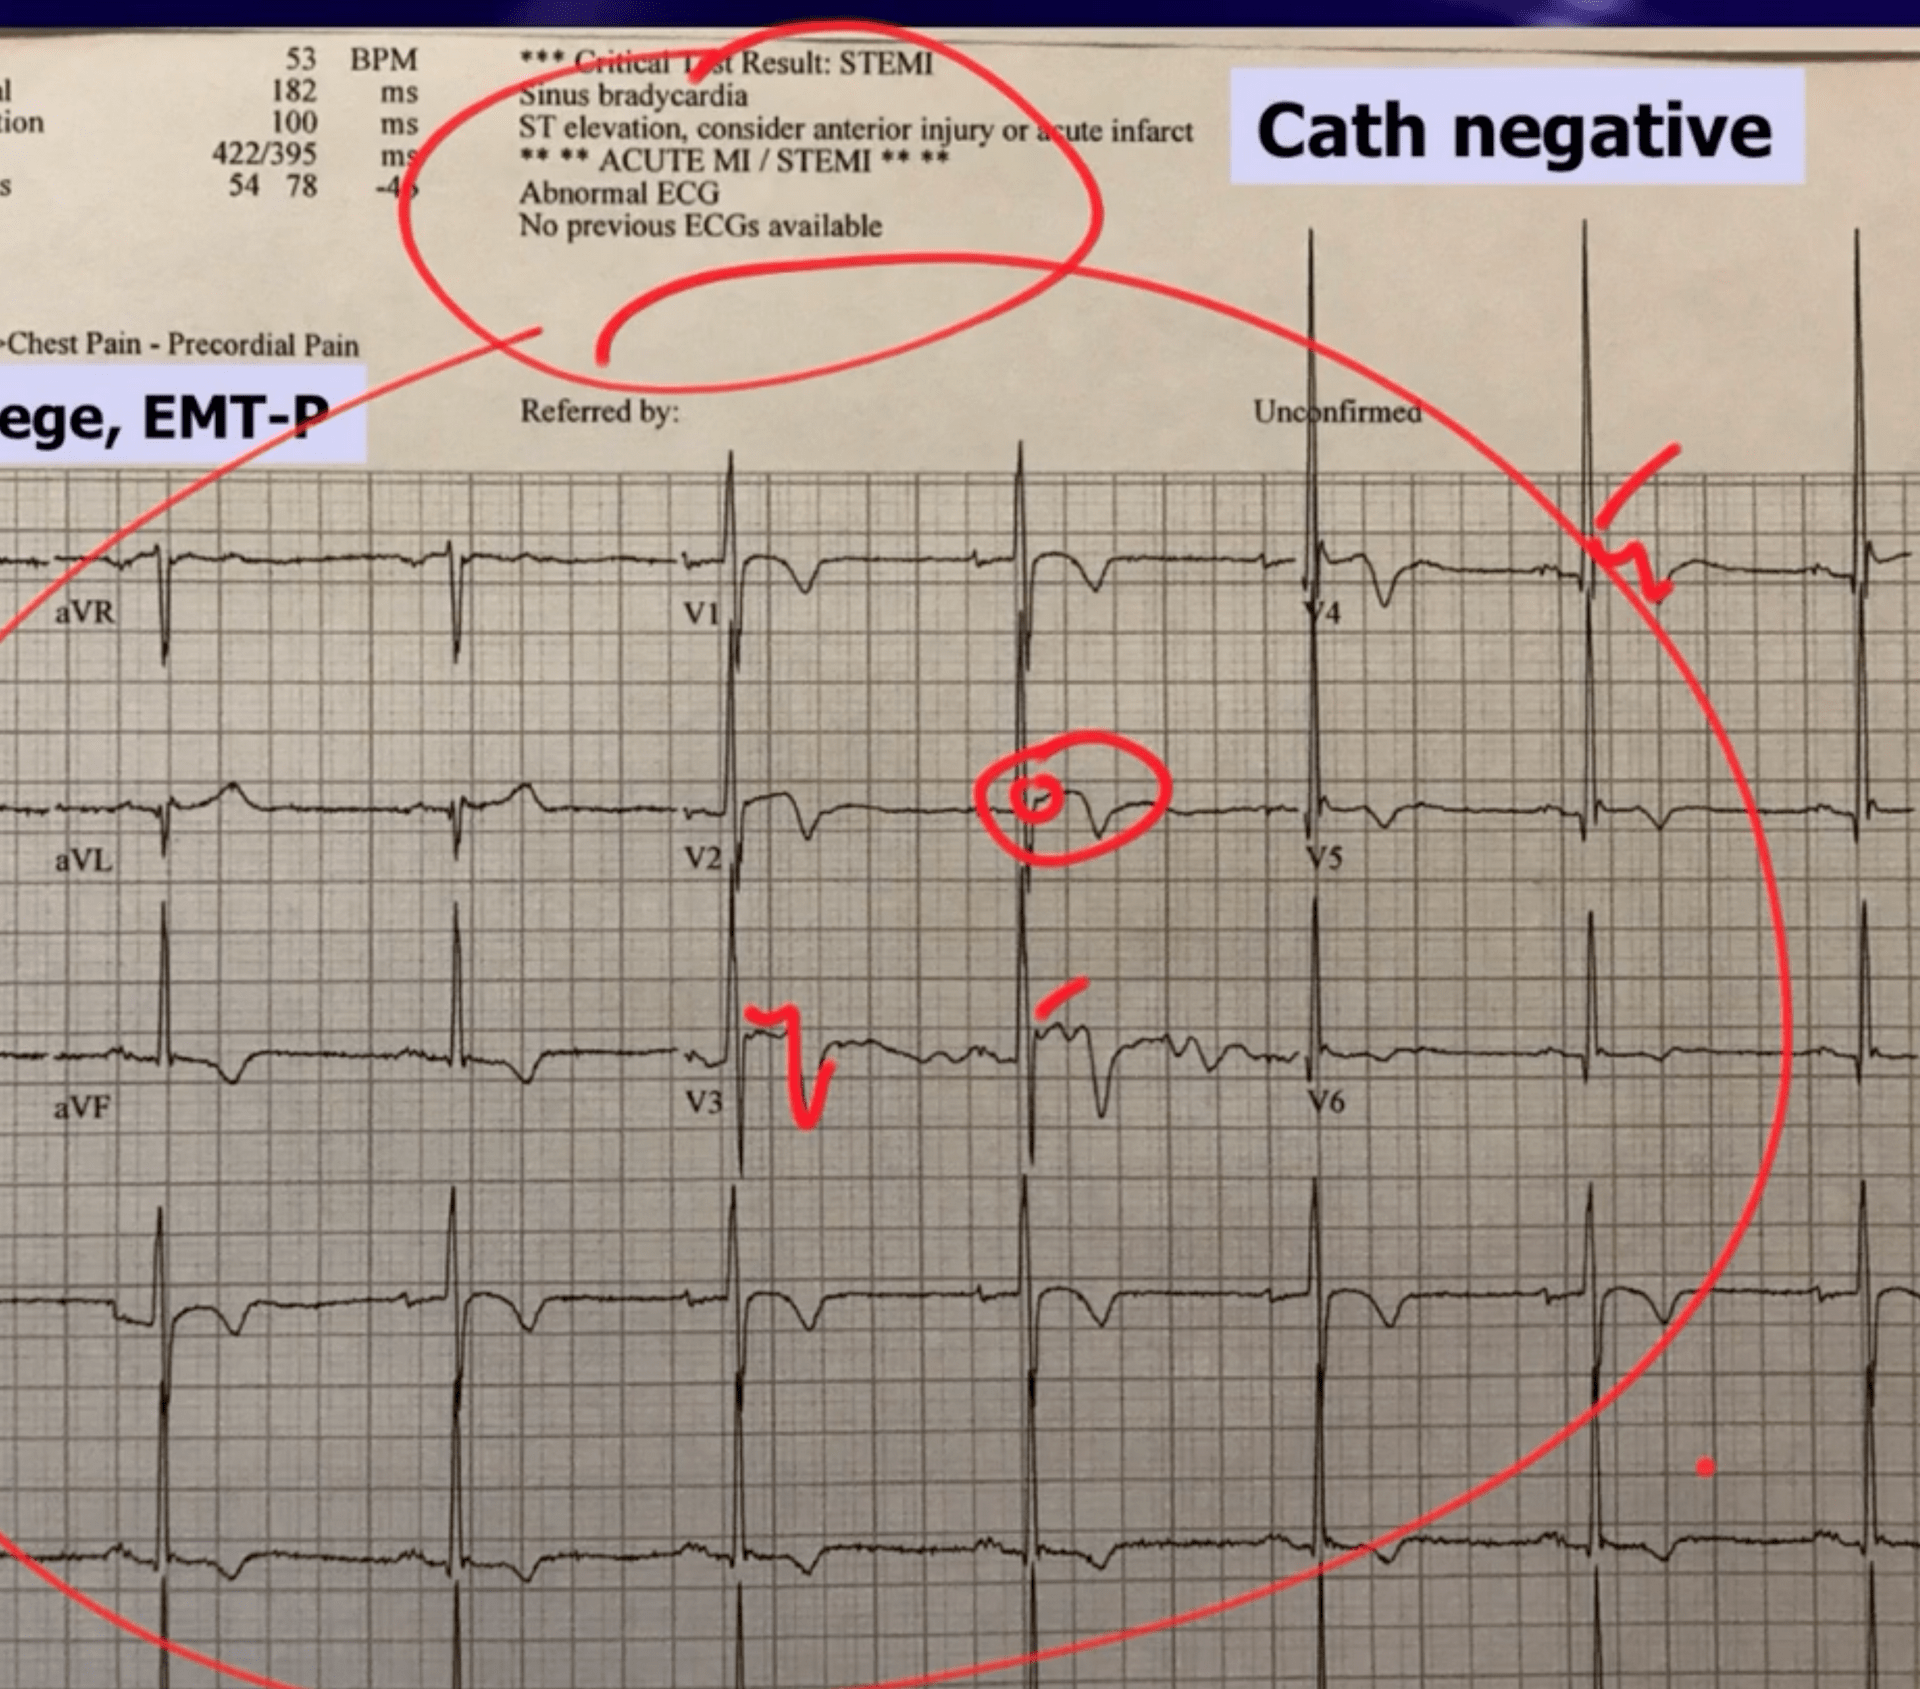 53 BPM
182 ms
tion 100 ms
422/395 ms
54 78
*** Critical Test Result: STEMI
Sinus bradycardia
ST elevation, consider anterior injury or acute infarct
** ** ACUTE MI / STEMI ** **
Abnormal ECG
No previous ECGs available
Cath negative
Chest Pain - Precordial Pain
ege, EMT-P
Referred by:
Unconfirmed
aVR V1 V4
aVL V2 V5
aVF V3 V6